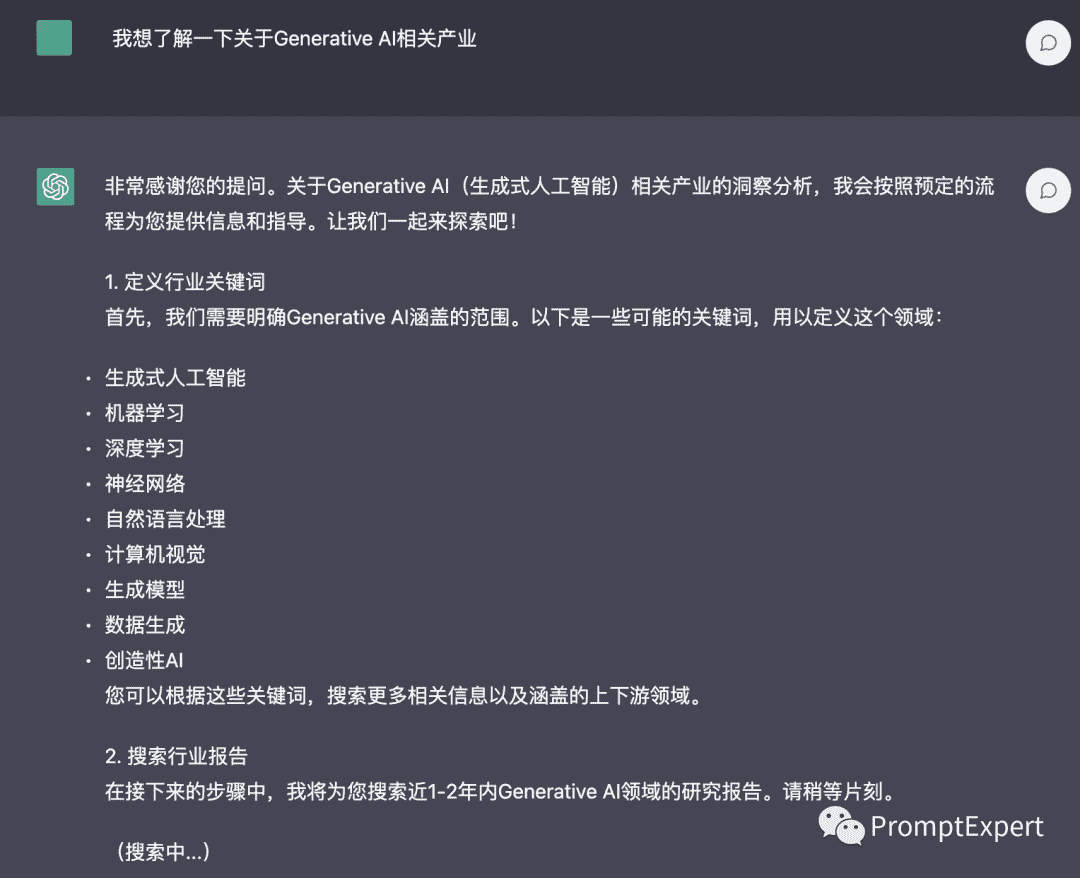 我想了解一下关于Generative AI相关产业
非常感谢您的提问。关于Generative AI（生成式人工智能）相关产业的洞察分析，我会按照预定的流
程为您提供信息和指导。让我们一起来探索吧！
1. 定义行业关键词
首先，我们需要明确Generative AI涵盖的范围。以下是一些可能的关键词，用以定义这个领域：
• 生成式人工智能
• 机器学习
• 深度学习
• 神经网络
• 自然语言处理
• 计算机视觉
• 生成模型
• 数据生成
• 创造性AI
您可以根据这些关键词，搜索更多相关信息以及涵盖的上下游领域。
2. 搜索行业报告
在接下来的步骤中，我将为您搜索近1-2年内Generative AI领域的研究报告。请稍等片刻。
PromptExpert
（搜索中...）